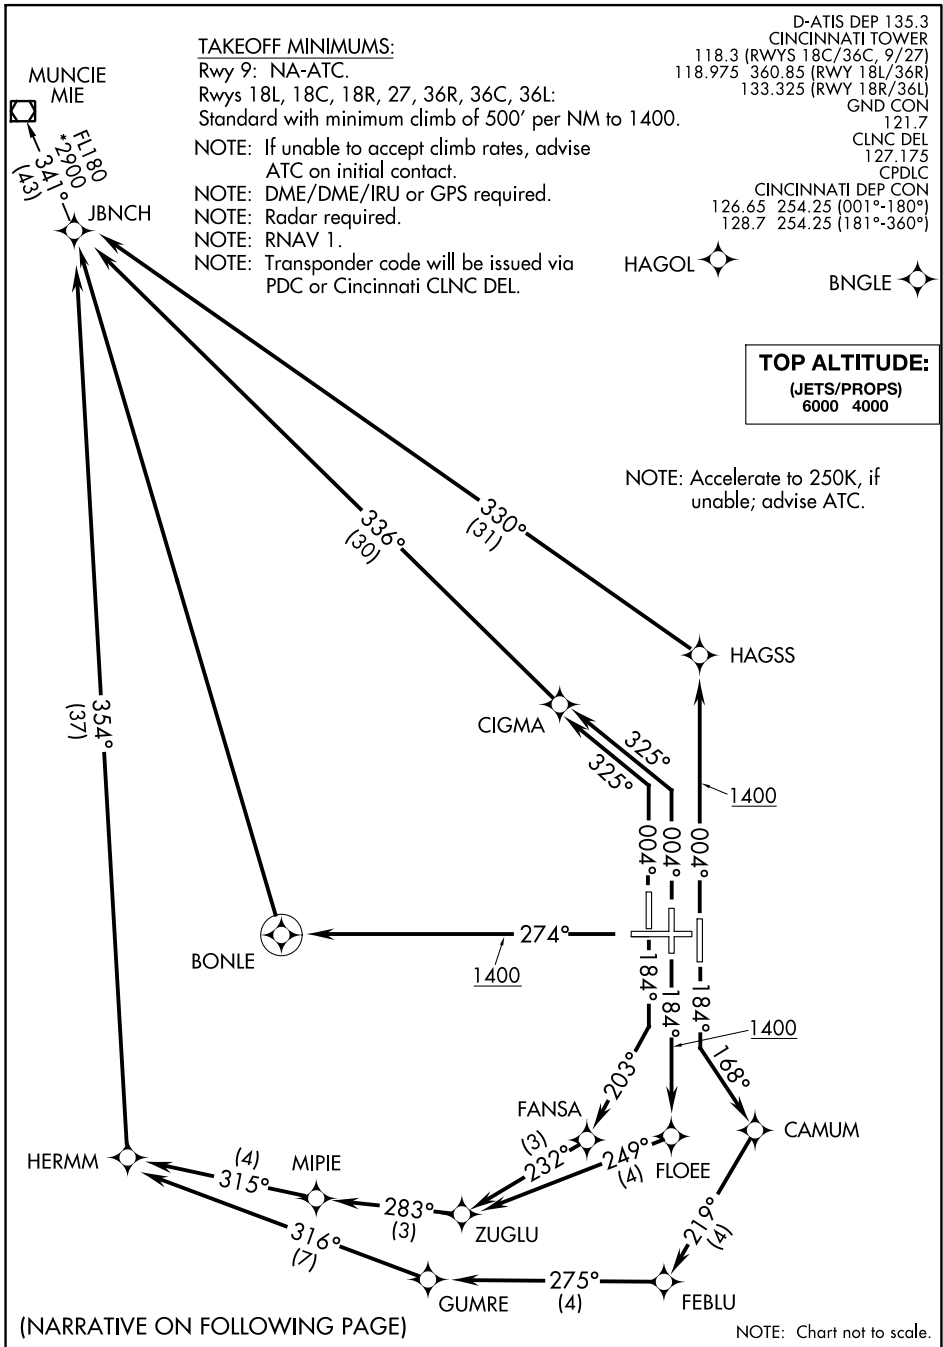 D-ATIS DEP 135.3
CINCINNATI TOWER
118.3 (RWYS 18C/36C, 9/27)
118.975 360.85 (RWY 18L/36R)
133.325 (RWY 18R/36L)
GND CON
121.7
CLNC DEL
127.175
CPDLC
CINCINNATI DEP CON
126.65 254.25 (001°-180°)
128.7 254.25 (181°-360°)
TAKEOFF MINIMUMS:
Rwy 9: NA-ATC.
Rwys 18L, 18C, 18R, 27, 36R, 36C, 36L:
Standard with minimum climb of 500' per NM to 1400.
NOTE: If unable to accept climb rates, advise
ATC on initial contact.
NOTE: DME/DME/IRU or GPS required.
NOTE: Radar required.
NOTE: RNAV 1.
NOTE: Transponder code will be issued via
PDC or Cincinnati CLNC DEL.
MUNCIE
MIE
FL180
*2900
341°
(43)
JBNCH
HAGOL
BNGLE
TOP ALTITUDE:
(JETS/PROPS)
6000 4000
NOTE: Accelerate to 250K, if
unable; advise ATC.
330°
(31)
336°
(30)
HAGSS
354°
(37)
CIGMA
325°
325°
1400
004°
004°
004°
BONLE
274°
1400
184°
184°
184°
1400
203°
168°
FANSA
(3)
232°
249°
(4)
FLOEE
CAMUM
HERMM
(4)
315°
MIPIE
283°
(3)
ZUGLU
219°
(4)
316°
(7)
GUMRE
275°
(4)
FEBLU
(NARRATIVE ON FOLLOWING PAGE)
NOTE: Chart not to scale.